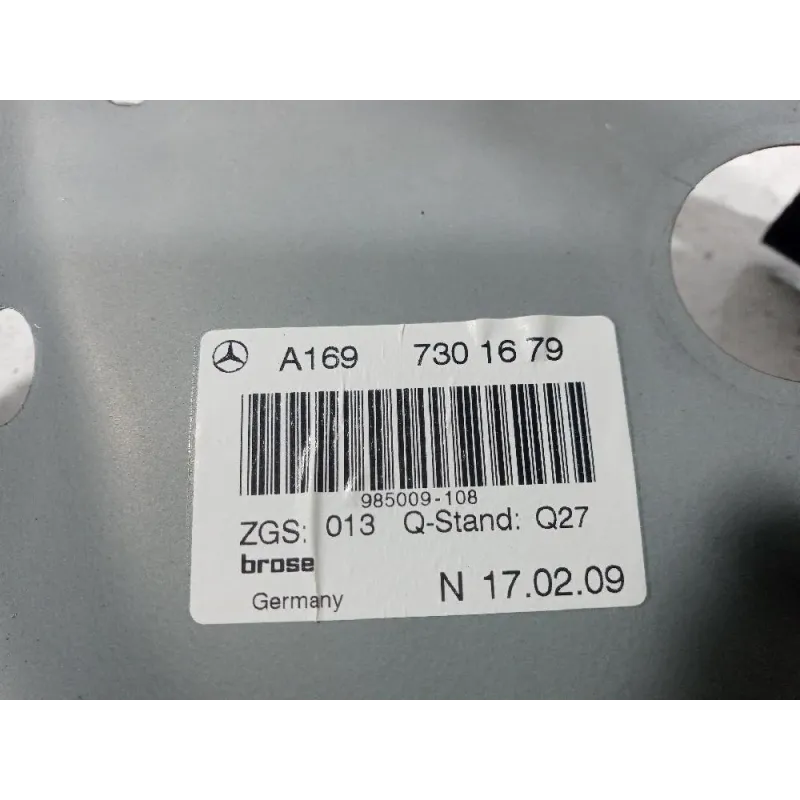 A169 730 16 79
985009-108
ZGS: 013 Q-Stand: Q27
brose
Germany N 17.02.09